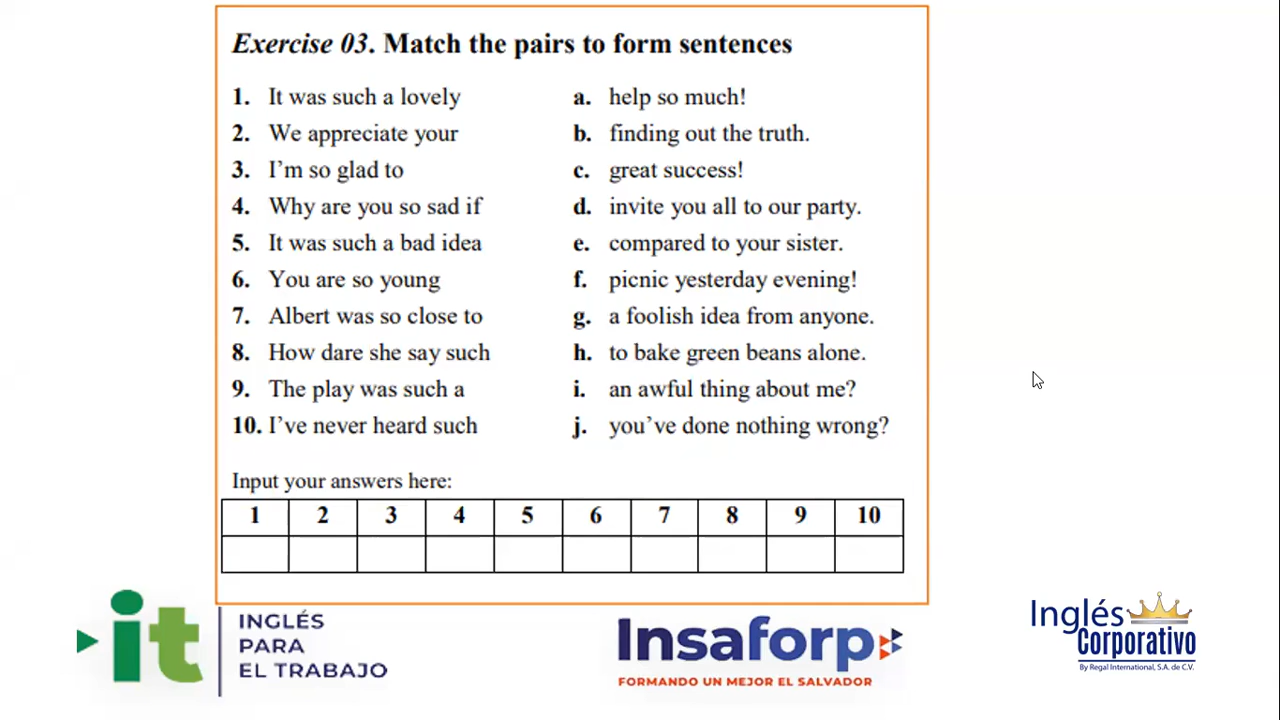 Exercise 03. Match the pairs to form sentences
1. It was such a lovely
a. help so much!
2. We appreciate your
b. finding out the truth.
3. I'm so glad to
c. great success!
4. Why are you so sad if
d. invite you all to our party.
5. It was such a bad idea
e. compared to your sister.
6. You are so young
f. picnic yesterday evening!
7. Albert was so close to
g. a foolish idea from anyone.
8. How dare she say such
h. to bake green beans alone.
9. The play was such a
i. an awful thing about me?
10. I've never heard such
j. you've done nothing wrong?
Input your answers here:
1 2 3 4 5 6 7 8 9 10
it
INGLÉS
PARA
EL TRABAJO
Insaforp
FORMANDO UN MEJOR EL SALVADOR
Inglés
Corporativo
By Regal International, S.A. de C.V.